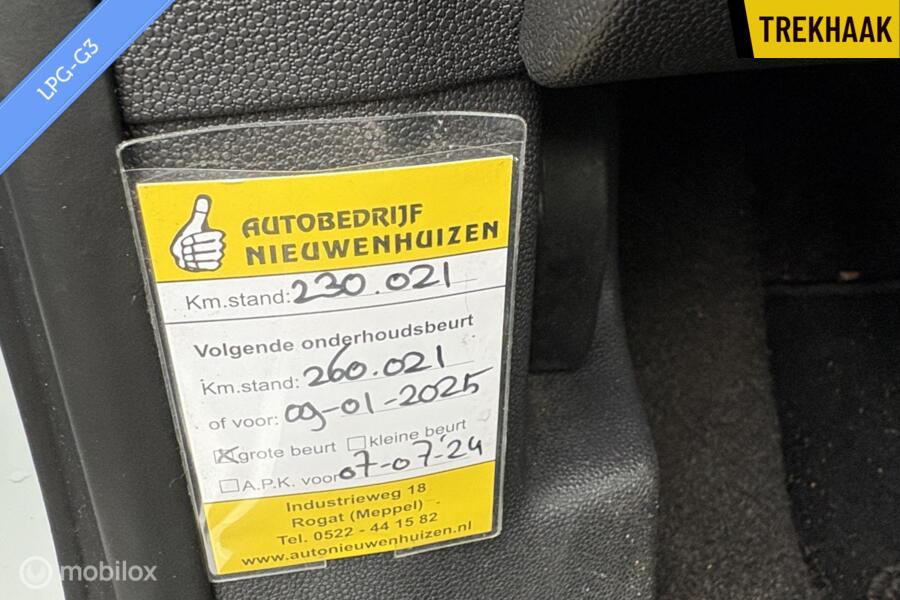 LPG-G3
TREKHAAK
AUTOBEDRIJF
NIEUWENHUIZEN
Km.stand: 230.021
Volgende onderhoudsbeurt
Km.stand: 260.021
of voor: 09-01-2025
grote beurt kleine beurt
A.P.K. voor 07-07-24
Industrieweg 18
Rogat (Meppel)
Tel. 0522 - 44 15 82
www.autonieuwenhuizen.nl
mobilox